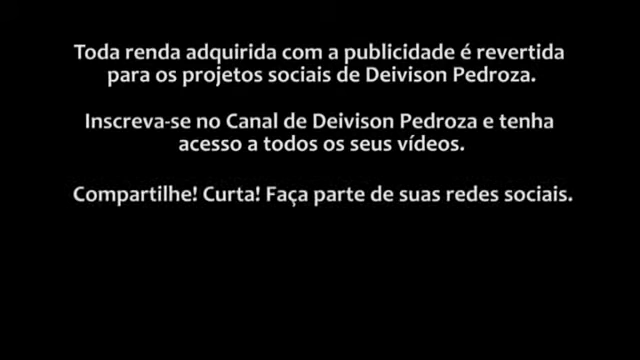 Toda renda adquirida com a publicidade é revertida
para os projetos sociais de Deivison Pedroza.
Inscreva-se no Canal de Deivison Pedroza e tenha
acesso a todos os seus vídeos.
Compartilhe! Curta! Faça parte de suas redes sociais.